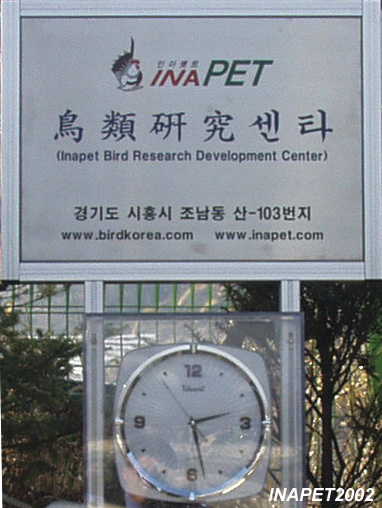 인아펫트
INAPET
鳥類硏究센타
(Inapet Bird Research Development Center)
경기도 시흥시 조남동 산-103번지
www.birdkorea.com www.inapet.com
12
9 3
6
INAPET2002